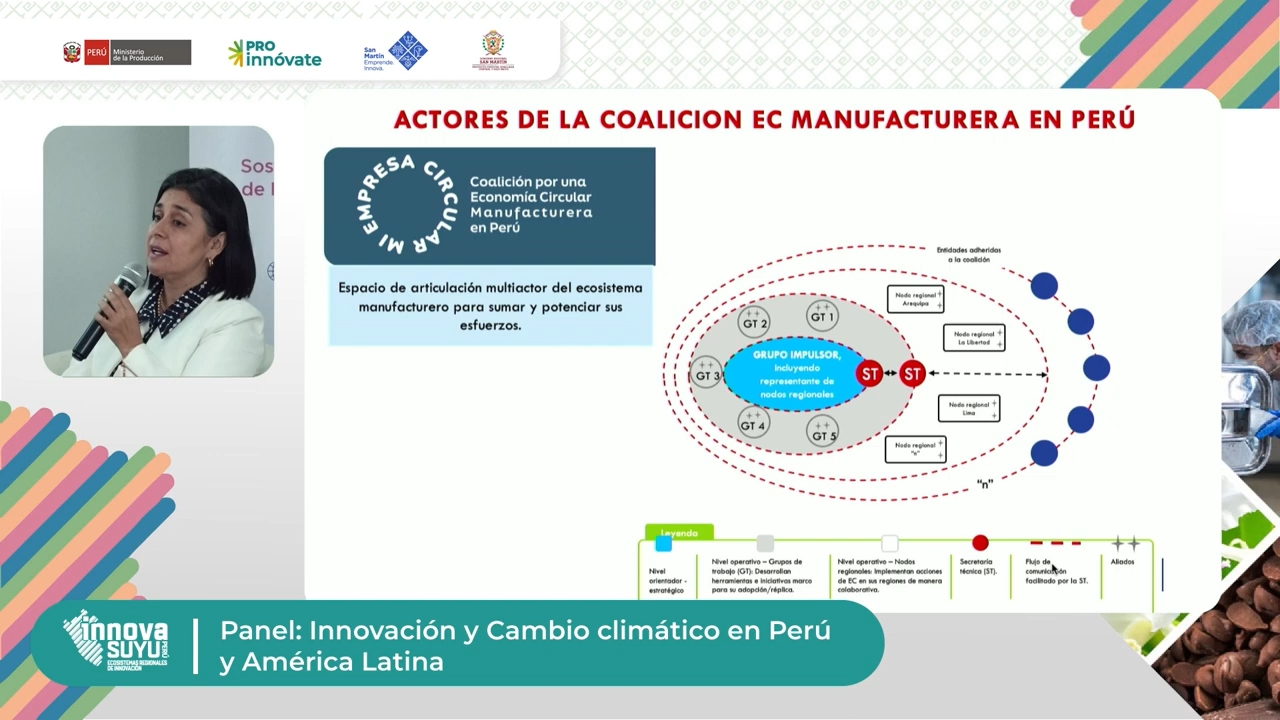 PERÚ
Ministerio
de la Producción
PRO
innóvate
San
Martín
Emprende.
Innova.
SAN MARTÍN
ACTORES DE LA COALICION EC MANUFACTURERA EN PERÚ
Sos
de l
MI EMPRESA CIRCULAR
Coalición por una
Economía Circular
Manufacturera
en Perú
Espacio de articulación multiactor del ecosistema
manufacturero para sumar y potenciar sus
esfuerzos.
Entidades adheridas
a la coalición
Nodo regional
Arequipa
Nodo regional
La Libertad
Nodo regional
Lima
Nodo regional
"n"
"n"
GT 1
GT 2
GT 3
GT 4
GT 5
GRUPO IMPULSOR,
incluyendo
representante de
nodos regionales
ST
ST
Leyenda
Nivel
orientador -
estratégico
Nivel operativo – Grupos de
trabajo (GT): Desarrollan
herramientas e iniciativas marco
para su adopción/réplica.
Nivel operativo – Nodos
regionales: Implementan acciones
de EC en sus regiones de manera
colaborativa.
Secretaría
técnica (ST).
Flujo de
comunicación
facilitado por la ST.
Aliados
innova
SUYU
PERÚ
ECOSISTEMAS REGIONALES
DE INNOVACIÓN
Panel: Innovación y Cambio climático en Perú
y América Latina